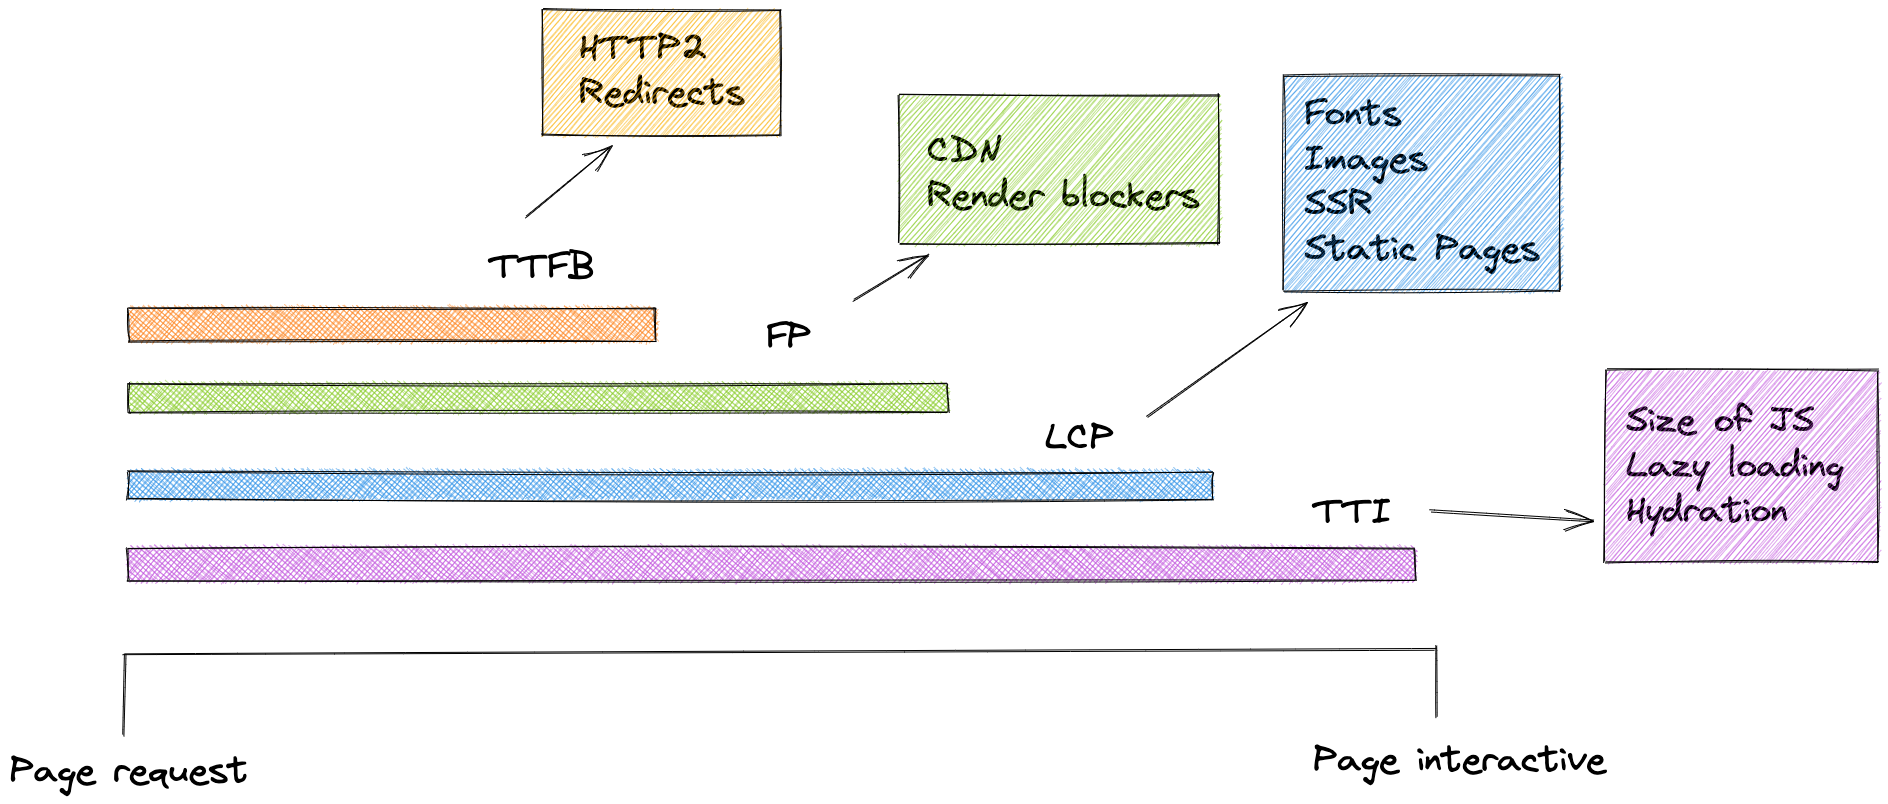 HTTP2
Redirects
CDN
Render blockers
Fonts
Images
SSR
Static Pages
TTFB
FP
LCP
TTI
Size of JS
Lazy loading
Hydration
Page request
Page interactive